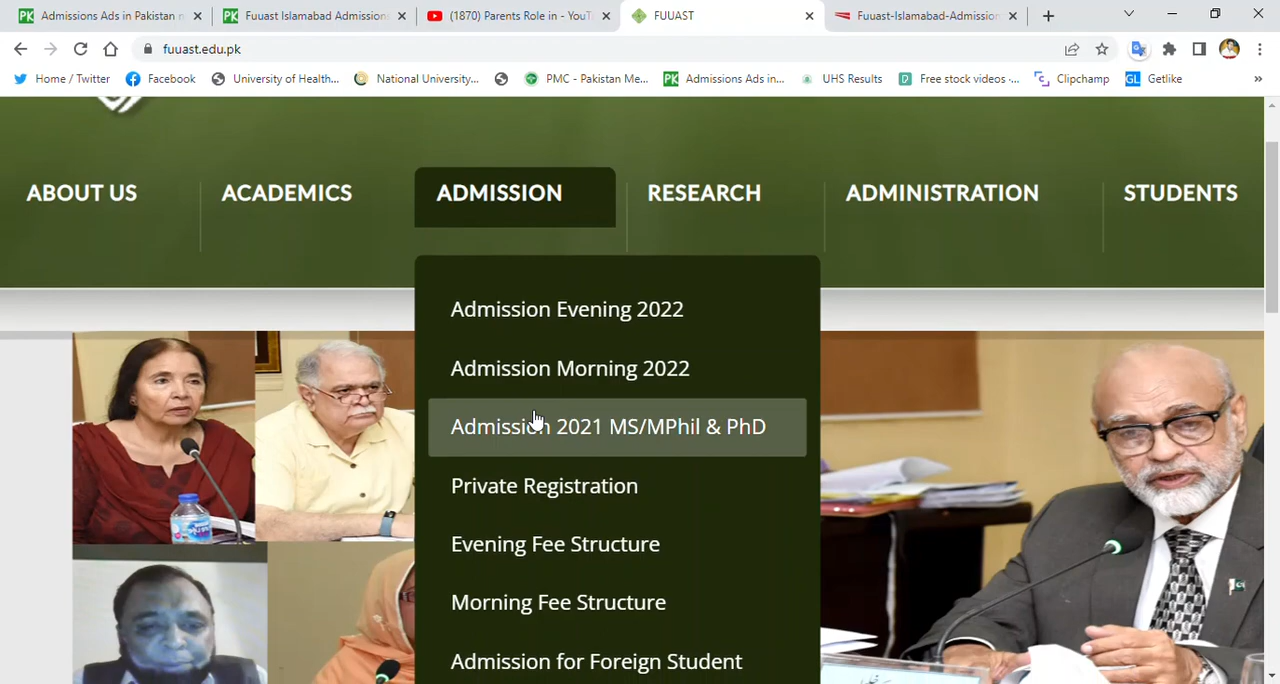 Admissions Ads in Pakistan n
Fuuast Islamabad Admissions
(1870) Parents Role in - YouT
FUUAST
Fuuast-Islamabad-Admission
fuuast.edu.pk
Home / Twitter
Facebook
University of Health...
National University...
PMC - Pakistan Me...
Admissions Ads in...
UHS Results
Free stock videos -...
Clipchamp
Getlike
ABOUT US
ACADEMICS
ADMISSION
RESEARCH
ADMINISTRATION
STUDENTS
Admission Evening 2022
Admission Morning 2022
Admission 2021 MS/MPhil & PhD
Private Registration
Evening Fee Structure
Morning Fee Structure
Admission for Foreign Student